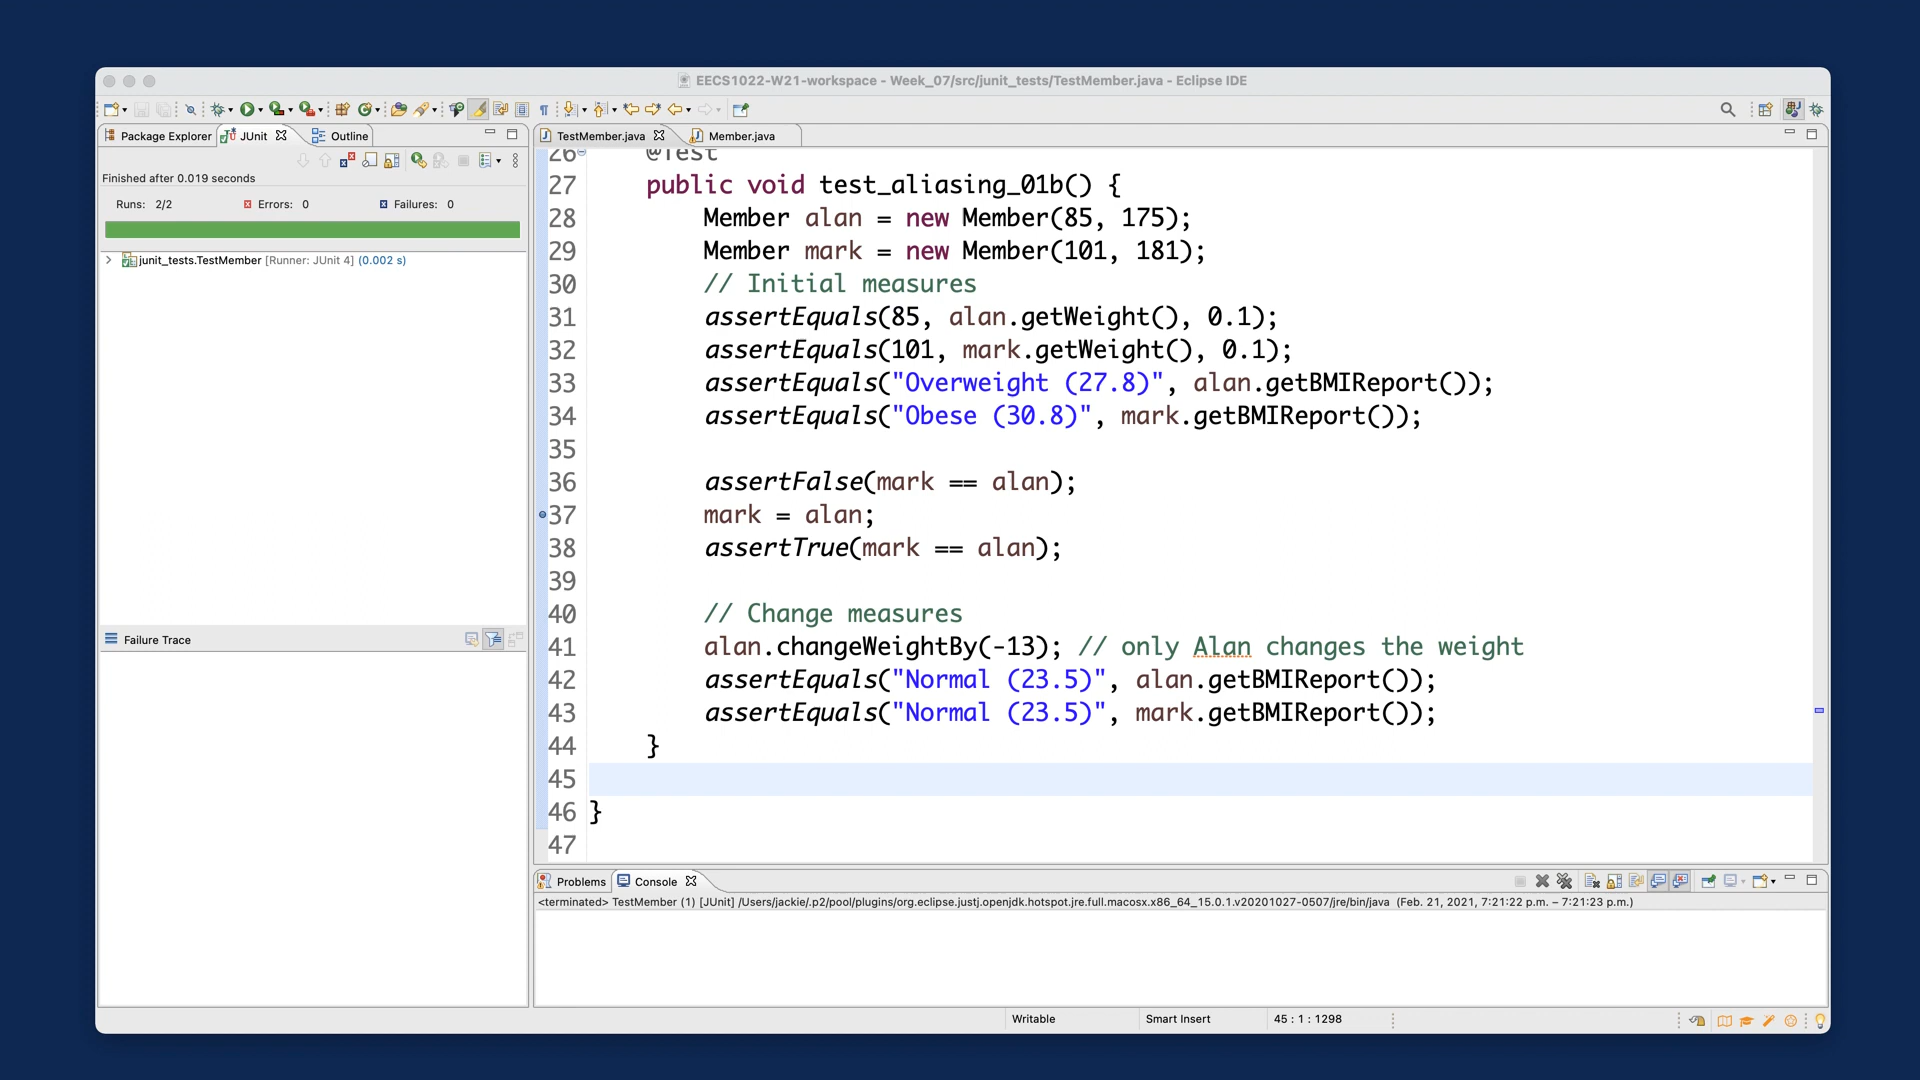 EECS1022-W21-workspace - Week_07/src/junit_tests/TestMember.java - Eclipse IDE
Package Explorer
JUnit
Outline
Finished after 0.019 seconds
Runs: 2/2
Errors: 0
Failures: 0
junit_tests.TestMember [Runner: JUnit 4] (0.002 s)
Failure Trace
TestMember.java
Member.java
26 @Test
27 public void test_aliasing_01b() {
28 Member alan = new Member(85, 175);
29 Member mark = new Member(101, 181);
30 // Initial measures
31 assertEquals(85, alan.getWeight(), 0.1);
32 assertEquals(101, mark.getWeight(), 0.1);
33 assertEquals("Overweight (27.8)", alan.getBMIReport());
34 assertEquals("Obese (30.8)", mark.getBMIReport());
35
36 assertFalse(mark == alan);
37 mark = alan;
38 assertTrue(mark == alan);
39
40 // Change measures
41 alan.changeWeightBy(-13); // only Alan changes the weight
42 assertEquals("Normal (23.5)", alan.getBMIReport());
43 assertEquals("Normal (23.5)", mark.getBMIReport());
44 }
45
46 }
47
Problems
Console
<terminated> TestMember (1) [JUnit] /Users/jackie/.p2/pool/plugins/org.eclipse.justj.openjdk.hotspot.jre.full.macosx.x86_64_15.0.1.v20201027-0507/jre/bin/java (Feb. 21, 2021, 7:21:22 p.m. – 7:21:23 p.m.)
Writable
Smart Insert
45 : 1 : 1298